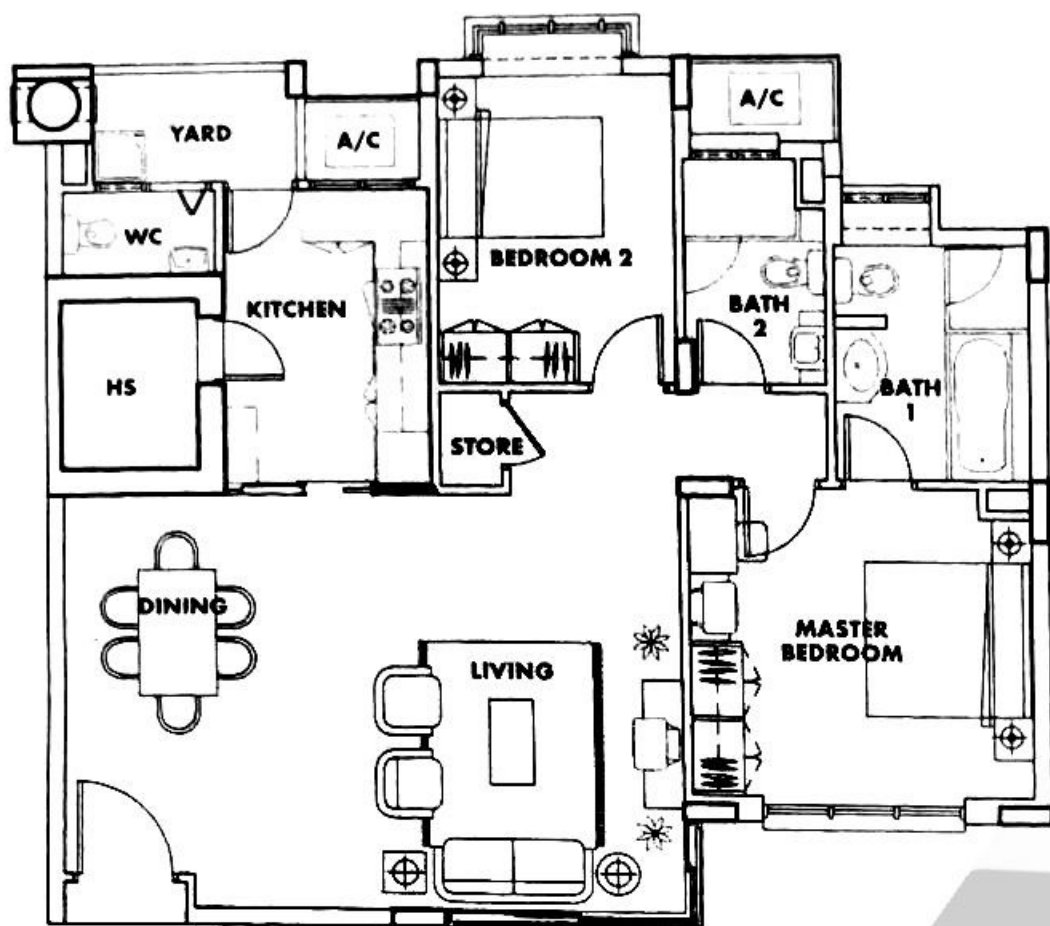 A/C
YARD
A/C
WC
BEDROOM 2
KITCHEN
BATH
2
HS
BATH
1
STORE
DINING
MASTER
BEDROOM
LIVING